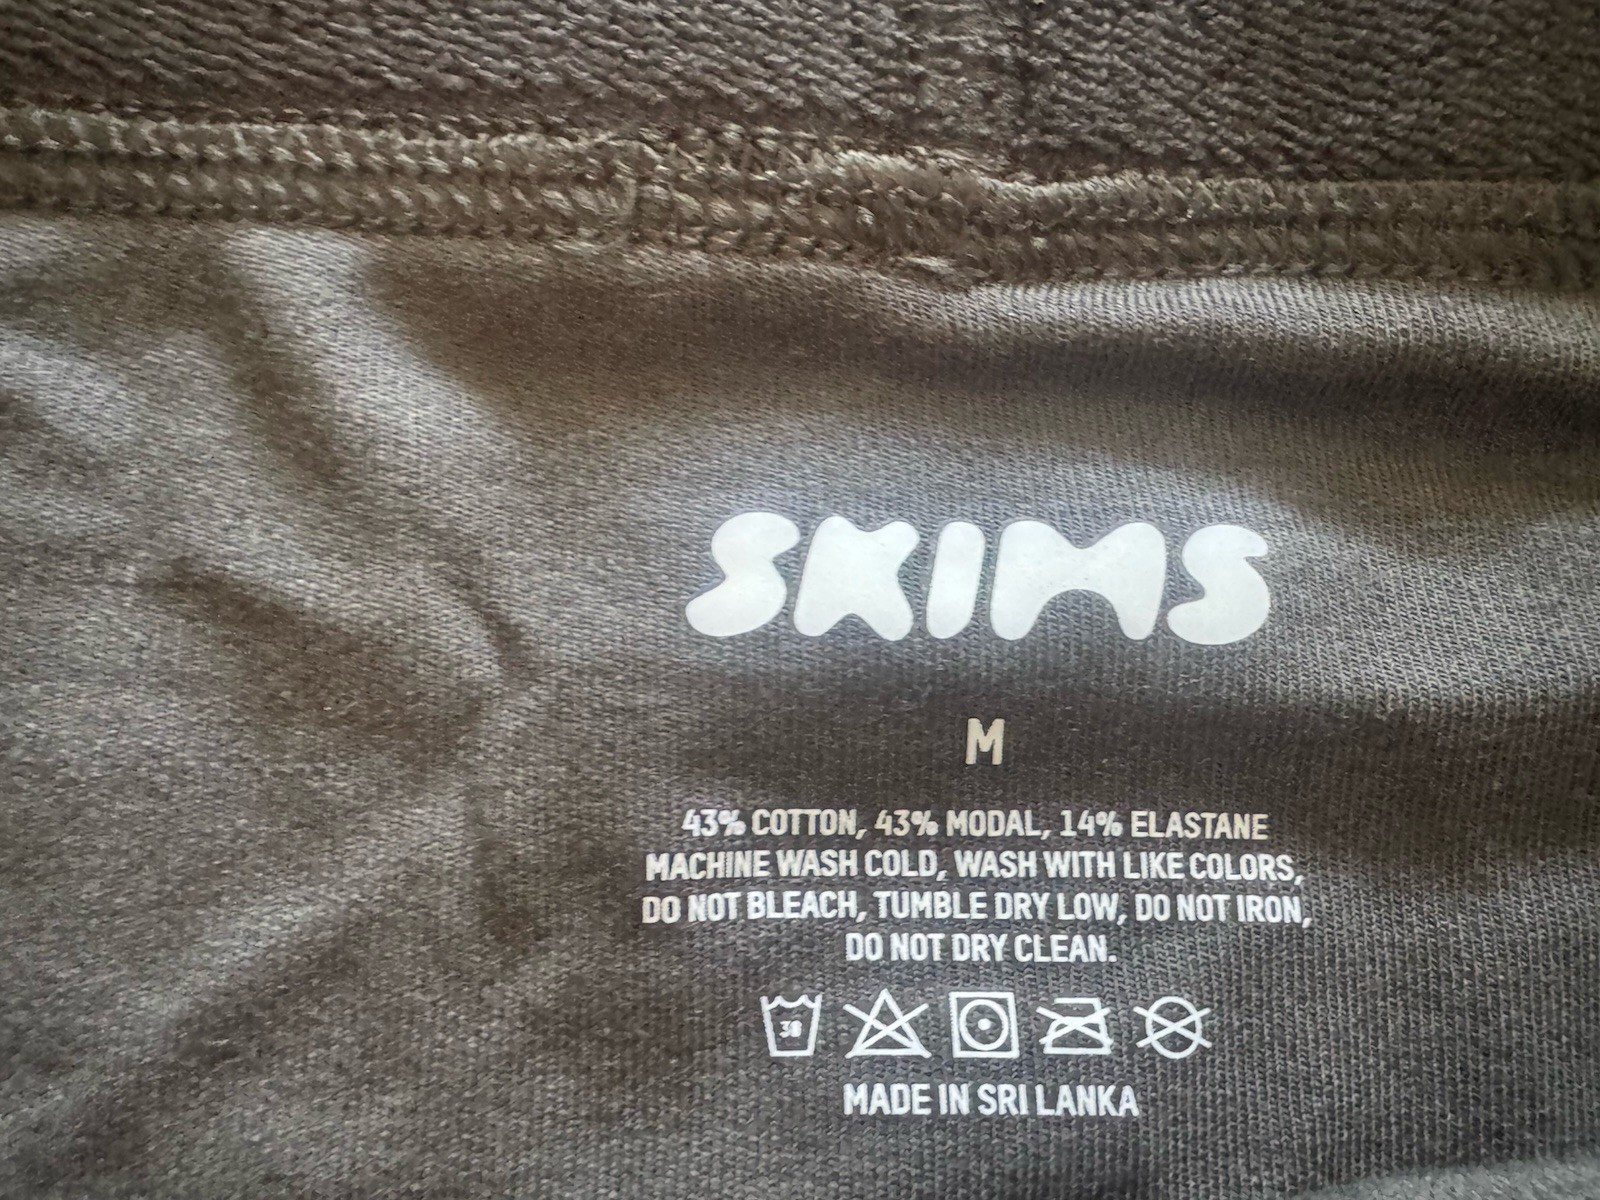 SKIMS
M
43% COTTON, 43% MODAL, 14% ELASTANE
MACHINE WASH COLD, WASH WITH LIKE COLORS,
DO NOT BLEACH, TUMBLE DRY LOW, DO NOT IRON,
DO NOT DRY CLEAN.
30
MADE IN SRI LANKA